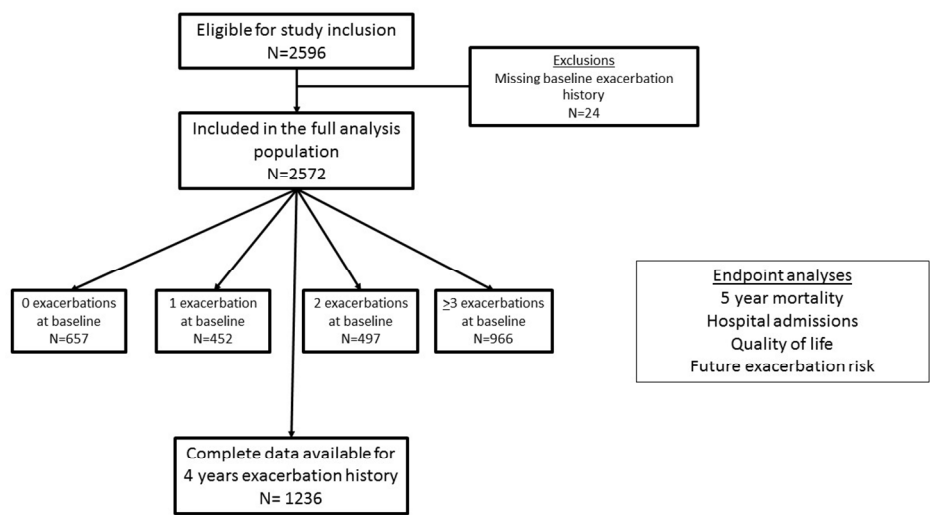 Eligible for study inclusion
N=2596
Exclusions
Missing baseline exacerbation
history
N=24
Included in the full analysis
population
N=2572
0 exacerbations
at baseline
N=657
1 exacerbation
at baseline
N=452
2 exacerbations
at baseline
N=497
≥3 exacerbations
at baseline
N=966
Endpoint analyses
5 year mortality
Hospital admissions
Quality of life
Future exacerbation risk
Complete data available for
4 years exacerbation history
N= 1236